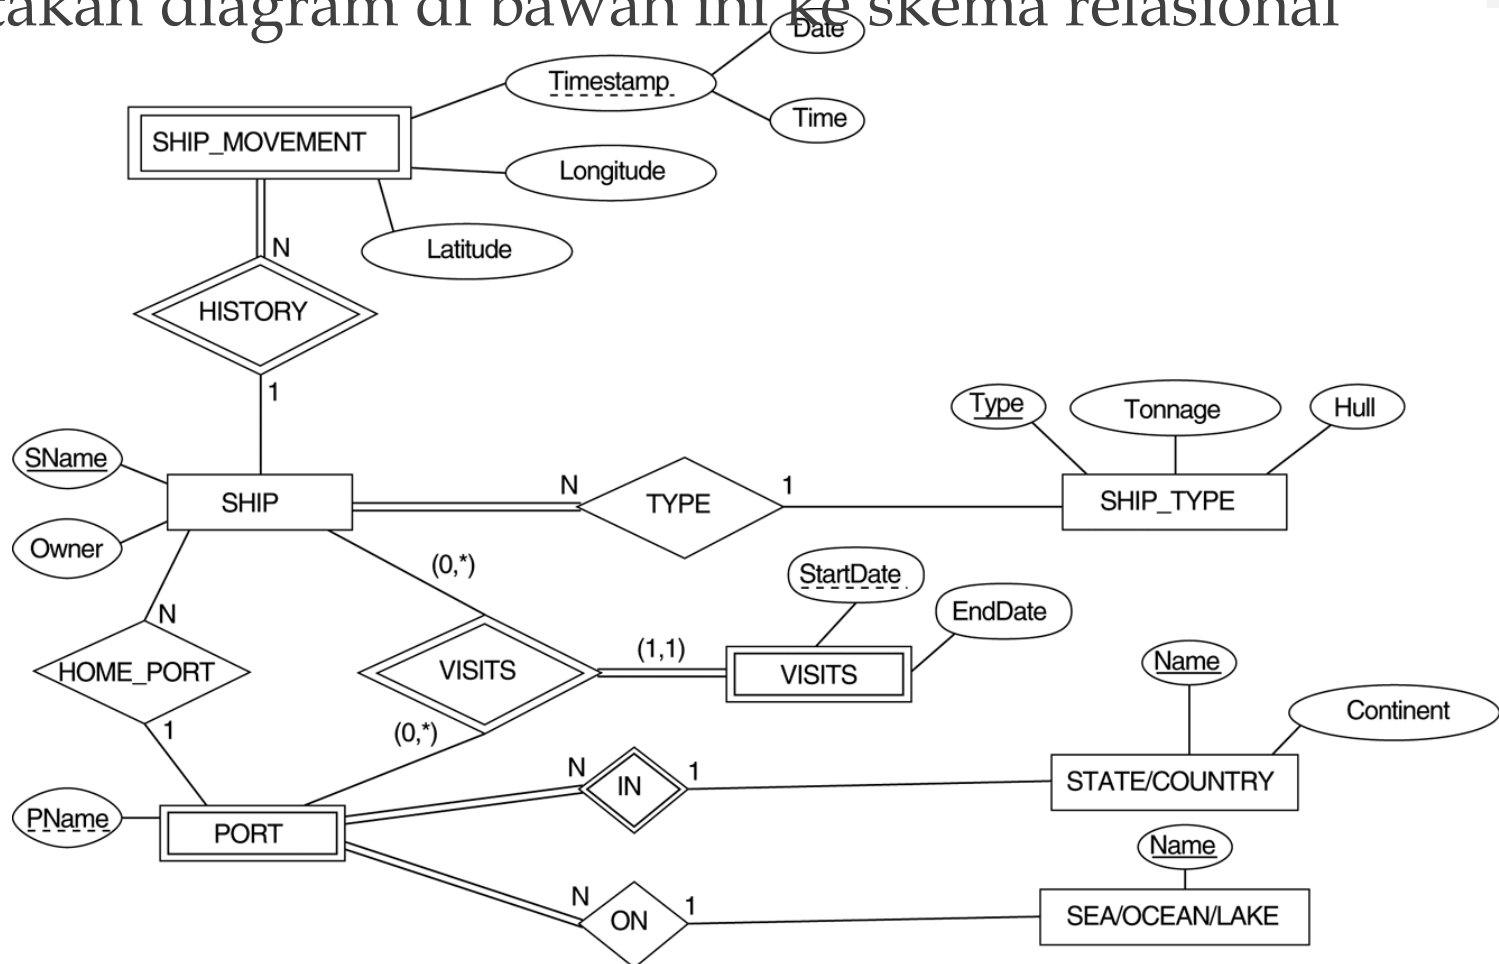 takan diagram di bawah ini ke skema relasional
Date
Timestamp
Time
SHIP_MOVEMENT
Longitude
Latitude
N
HISTORY
1
Type
Tonnage
Hull
SName
SHIP
N
TYPE
1
SHIP_TYPE
Owner
(0,*)
StartDate
EndDate
N
HOME_PORT
VISITS
(1,1)
VISITS
Name
Continent
1
(0,*)
N
IN
1
STATE/COUNTRY
PName
PORT
Name
N
ON
1
SEA/OCEAN/LAKE